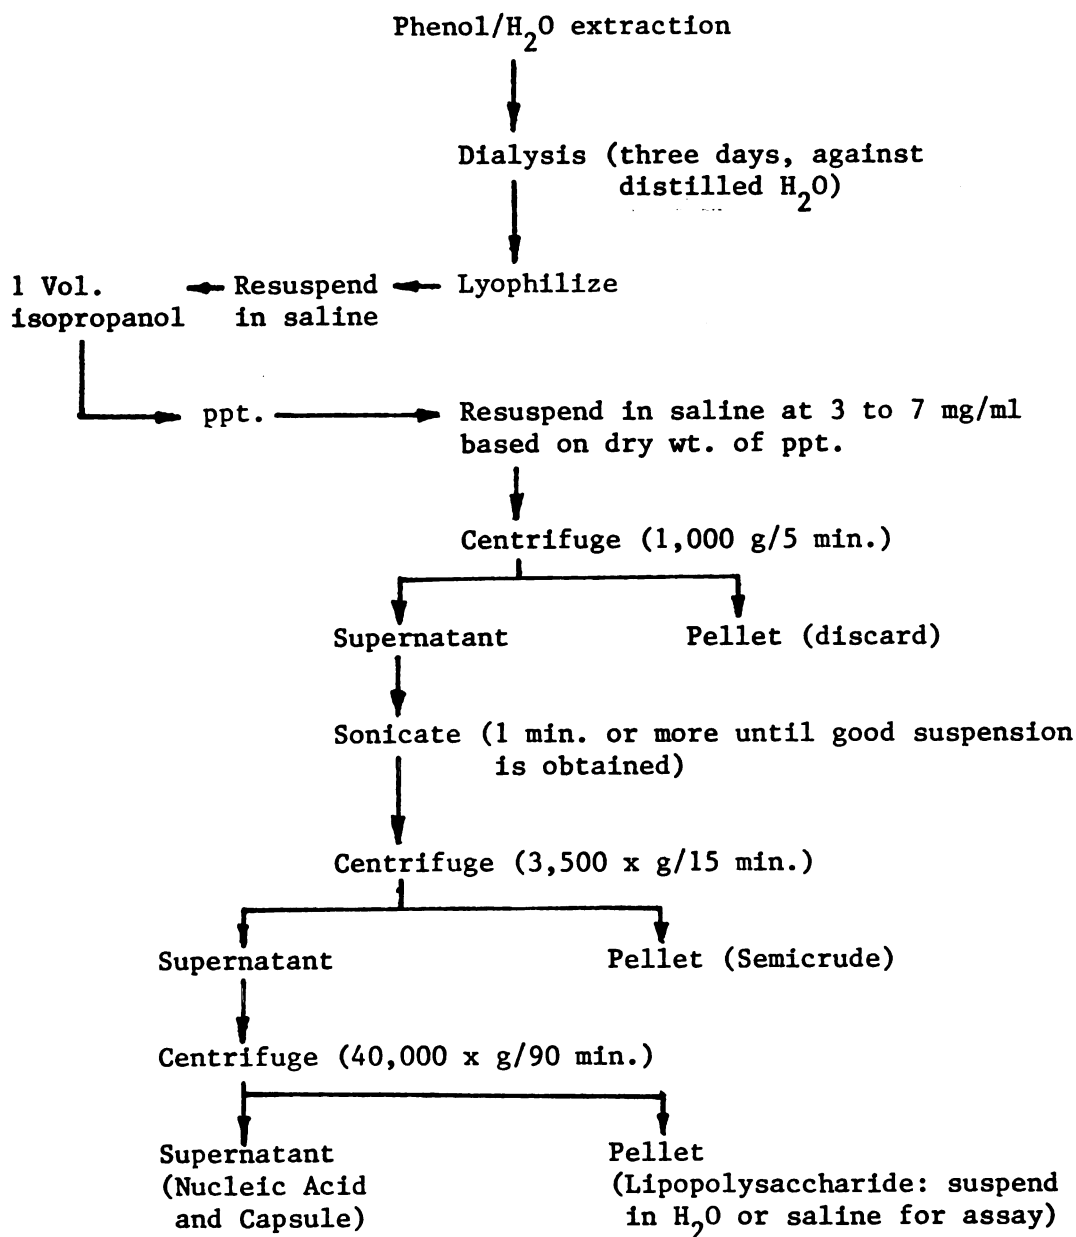 Phenol/H2O extraction
Dialysis (three days, against
distilled H2O)
1 Vol.
isopropanol
Resuspend
in saline
Lyophilize
ppt.
Resuspend in saline at 3 to 7 mg/ml
based on dry wt. of ppt.
Centrifuge (1,000 g/5 min.)
Supernatant
Pellet (discard)
Sonicate (1 min. or more until good suspension
is obtained)
Centrifuge (3,500 x g/15 min.)
Supernatant
Pellet (Semicrude)
Centrifuge (40,000 x g/90 min.)
Supernatant
(Nucleic Acid
and Capsule)
Pellet
(Lipopolysaccharide: suspend
in H2O or saline for assay)